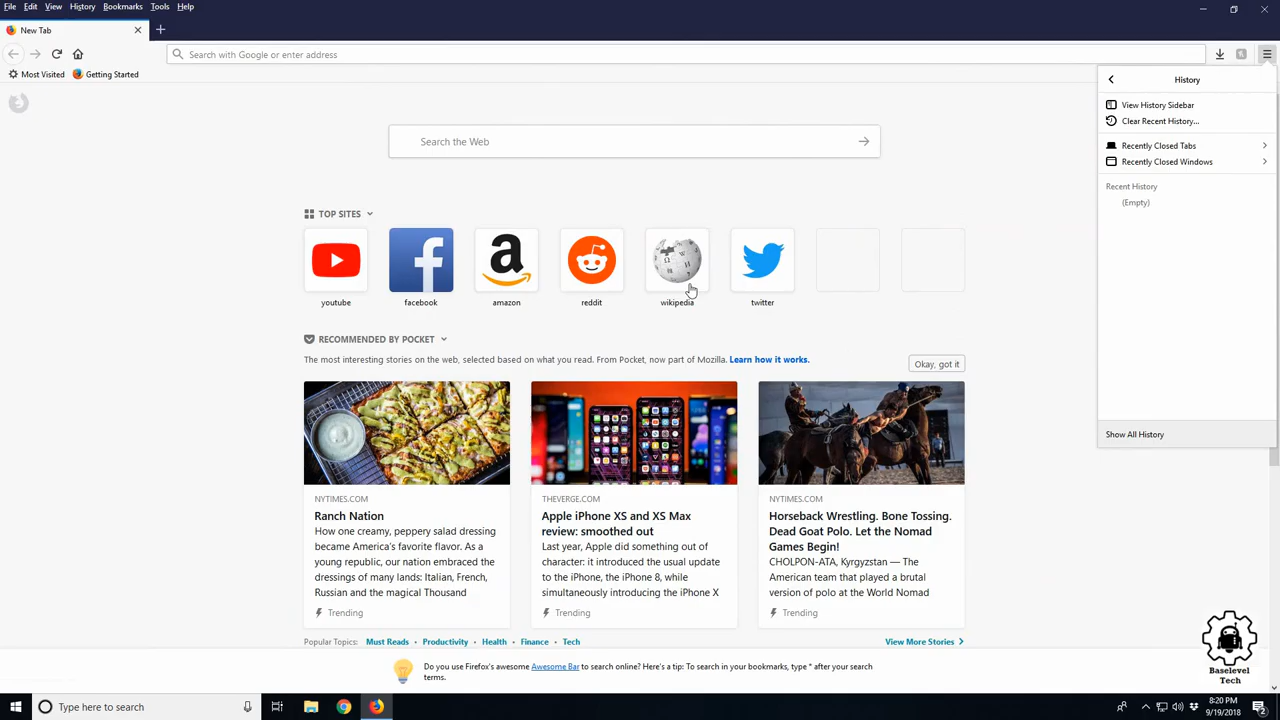 File Edit View History Bookmarks Tools Help
New Tab
Search with Google or enter address
Most Visited Getting Started
History
View History Sidebar
Clear Recent History...
Recently Closed Tabs
Recently Closed Windows
Recent History
(Empty)
Show All History
Search the Web
TOP SITES
youtube facebook amazon reddit wikipedia twitter
RECOMMENDED BY POCKET
The most interesting stories on the web, selected based on what you read. From Pocket, now part of Mozilla. Learn how it works.
Okay, got it
NYTIMES.COM
Ranch Nation
How one creamy, peppery salad dressing
became America's favorite flavor. As a
young republic, our nation embraced the
dressings of many lands: Italian, French,
Russian and the magical Thousand
Trending
THEVERGE.COM
Apple iPhone XS and XS Max
review: smoothed out
Last year, Apple did something out of
character: it introduced the usual update
to the iPhone, the iPhone 8, while
simultaneously introducing the iPhone X
Trending
NYTIMES.COM
Horseback Wrestling. Bone Tossing.
Dead Goat Polo. Let the Nomad
Games Begin!
CHOLPON-ATA, Kyrgyzstan — The
American team that played a brutal
version of polo at the World Nomad
Trending
Popular Topics: Must Reads • Productivity • Health • Finance • Tech
View More Stories
Do you use Firefox's awesome Awesome Bar to search online? Here's a tip: To search in your bookmarks, type * after your search
terms.
Baselevel
Tech
Type here to search
8:20 PM
9/19/2018
2